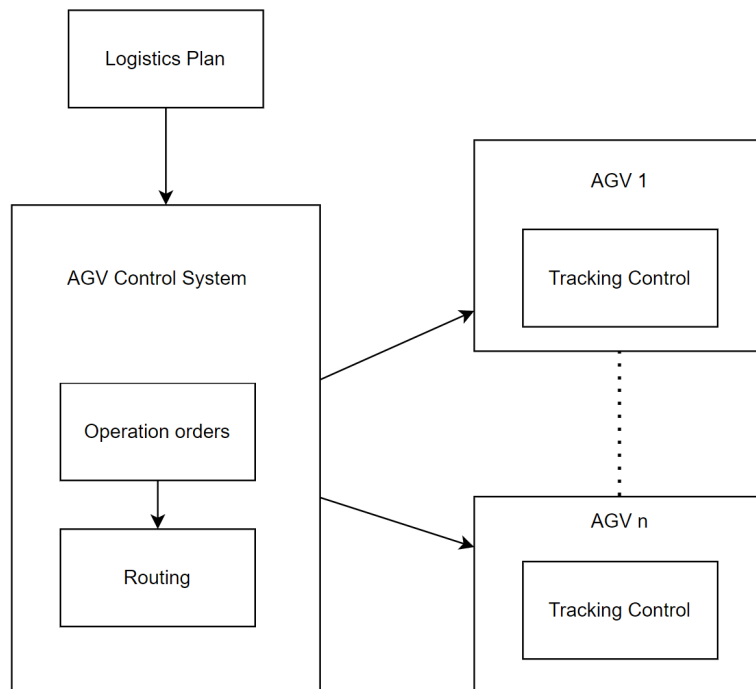 Logistics Plan
AGV Control System
Operation orders
Routing
AGV 1
Tracking Control
AGV n
Tracking Control